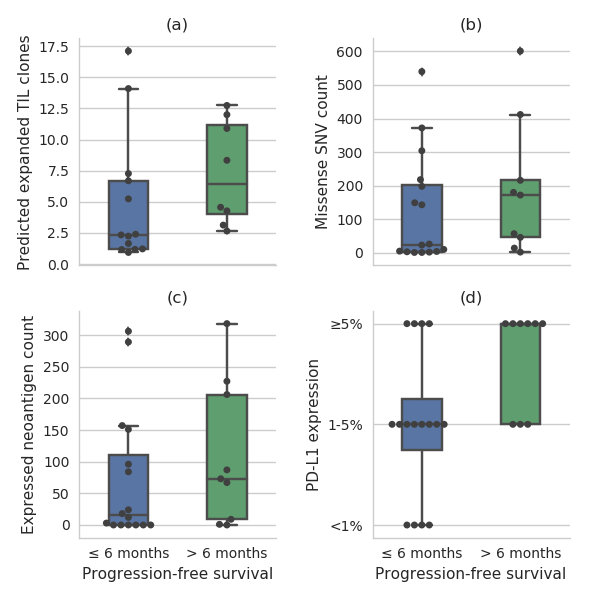 (a)
Predicted expanded TIL clones
17.5
15.0
12.5
10.0
7.5
5.0
2.5
0.0
(b)
Missense SNV count
600
500
400
300
200
100
0
(c)
Expressed neoantigen count
300
250
200
150
100
50
0
≤ 6 months
> 6 months
Progression-free survival
(d)
PD-L1 expression
≥5%
1-5%
<1%
≤ 6 months
> 6 months
Progression-free survival